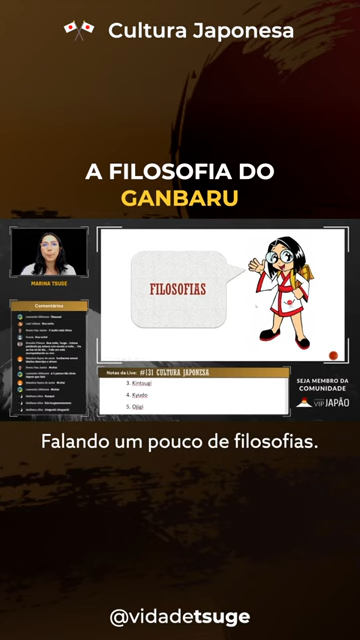 Cultura Japonesa
A FILOSOFIA DO
GANBARU
MARINA TSUGE
Comentários
FILOSOFIAS
Notas da Live: #131 CULTURA JAPONESA
3. Kintsugi
4. Kyudo
5. Ojigi
SEJA MEMBRO DA
COMUNIDADE
VIP JAPÃO
Falando um pouco de filosofias.
@vidadetsuge